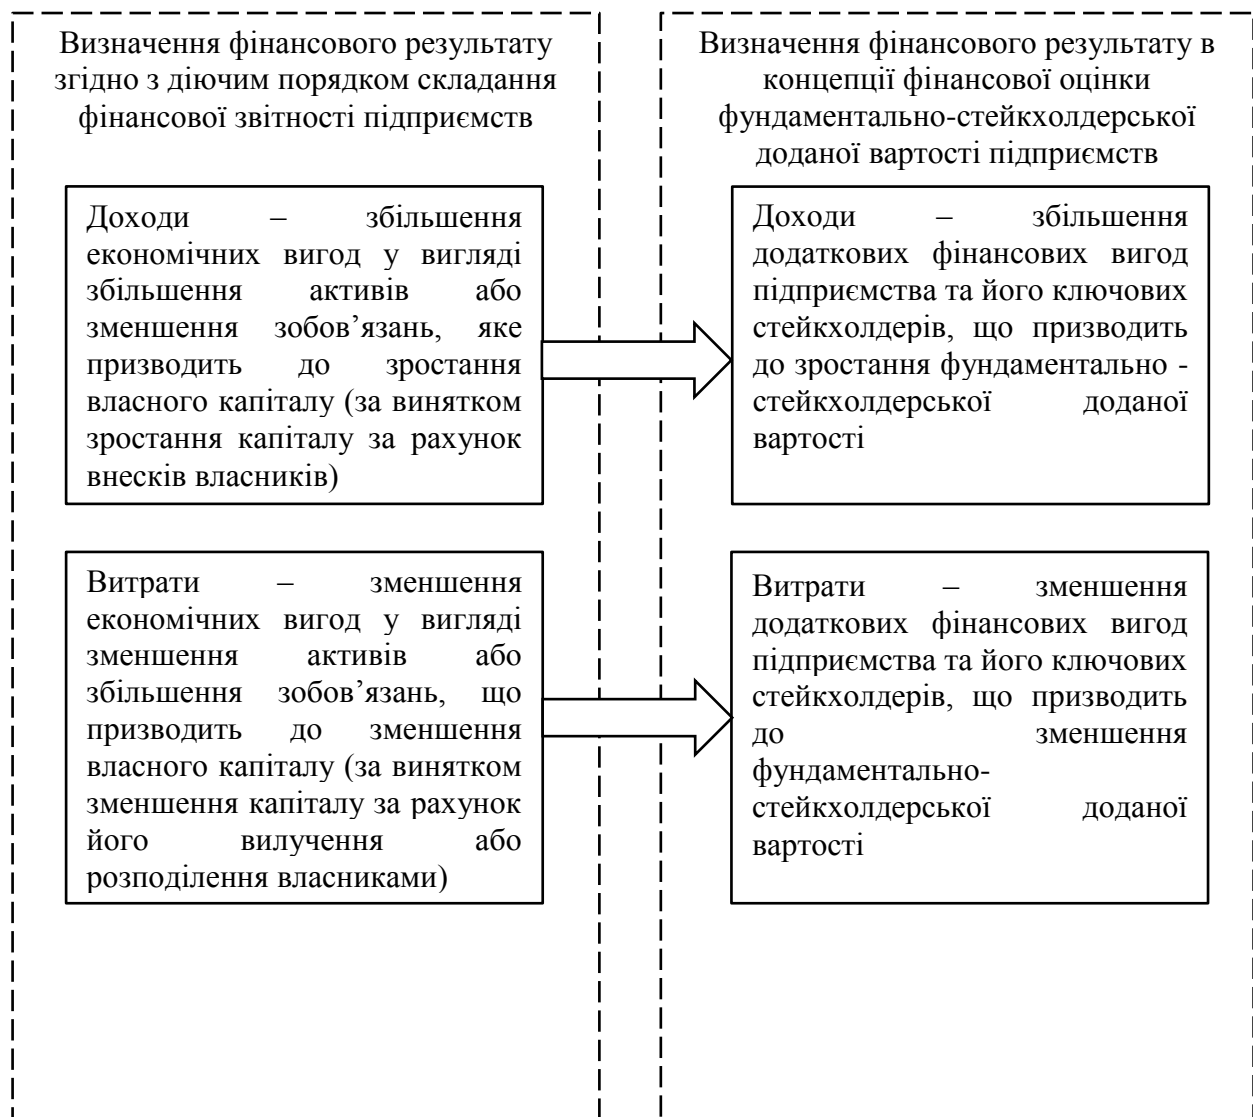 Визначення фінансового результату
згідно з діючим порядком складання
фінансової звітності підприємств
Доходи – збільшення
економічних вигод у вигляді
збільшення активів або
зменшення зобов’язань, яке
призводить до зростання
власного капіталу (за винятком
зростання капіталу за рахунок
внесків власників)
Витрати – зменшення
економічних вигод у вигляді
зменшення активів або
збільшення зобов’язань, що
призводить до зменшення
власного капіталу (за винятком
зменшення капіталу за рахунок
його вилучення або
розподілення власниками)
Визначення фінансового результату в
концепції фінансової оцінки
фундаментально-стейкхолдерської
доданої вартості підприємств
Доходи – збільшення
додаткових фінансових вигод
підприємства та його ключових
стейкхолдерів, що призводить
до зростання фундаментально -
стейкхолдерської доданої
вартості
Витрати – зменшення
додаткових фінансових вигод
підприємства та його ключових
стейкхолдерів, що призводить
до зменшення
фундаментально-
стейкхолдерської доданої
вартості